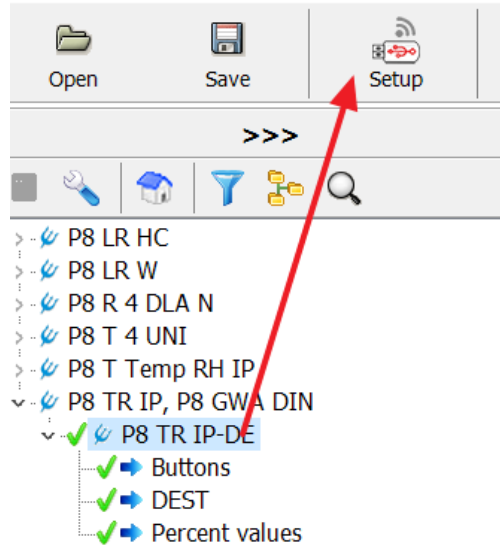 Open Save Setup
>>>
P8 LR HC
P8 LR W
P8 R 4 DLA N
P8 T 4 UNI
P8 T Temp RH IP
P8 TR IP, P8 GWA DIN
P8 TR IP-DE
Buttons
DEST
Percent values